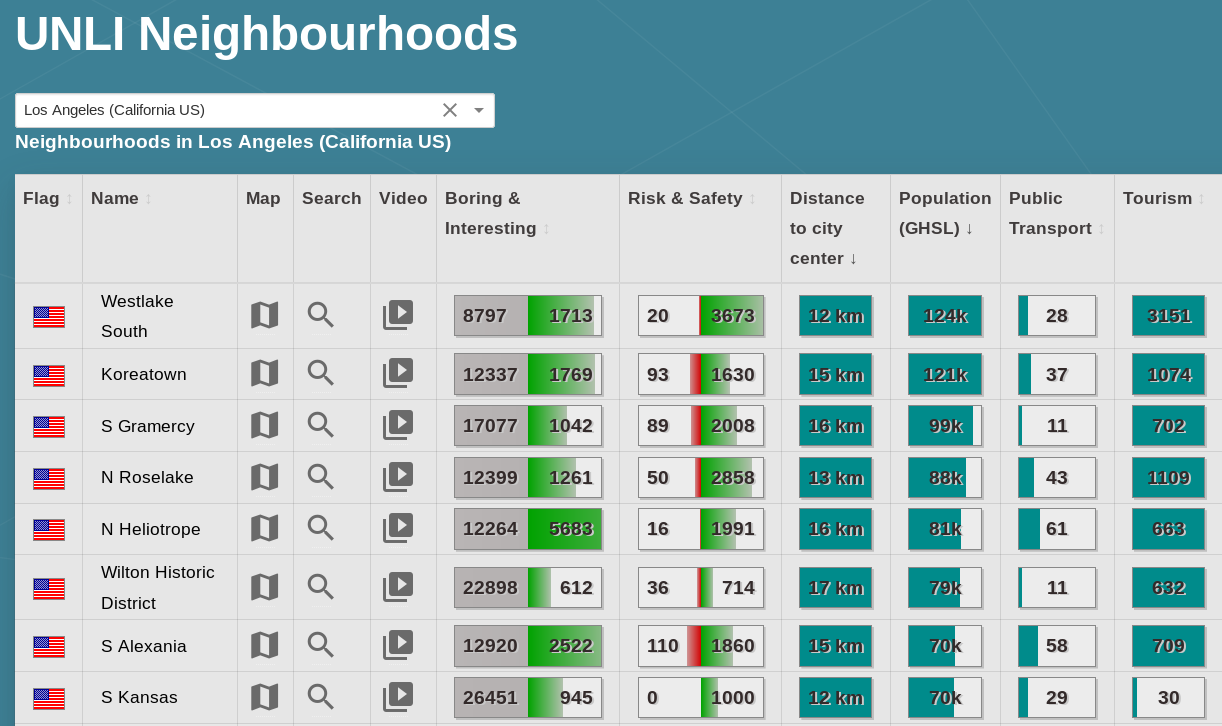 UNLI Neighbourhoods
Los Angeles (California US)
Neighbourhoods in Los Angeles (California US)
Flag ↕ Name ↕ Map Search Video Boring & Interesting ↕ Risk & Safety ↕ Distance to city center ↓ Population (GHSL) ↓ Public Transport ↕ Tourism ↕
Westlake South 8797 1713 20 3673 12 km 124k 28 3151
Koreatown 12337 1769 93 1630 15 km 121k 37 1074
S Gramercy 17077 1042 89 2008 16 km 99k 11 702
N Roselake 12399 1261 50 2858 13 km 88k 43 1109
N Heliotrope 12264 5683 16 1991 16 km 81k 61 663
Wilton Historic District 22898 612 36 714 17 km 79k 11 632
S Alexania 12920 2522 110 1860 15 km 70k 58 709
S Kansas 26451 945 0 1000 12 km 70k 29 30